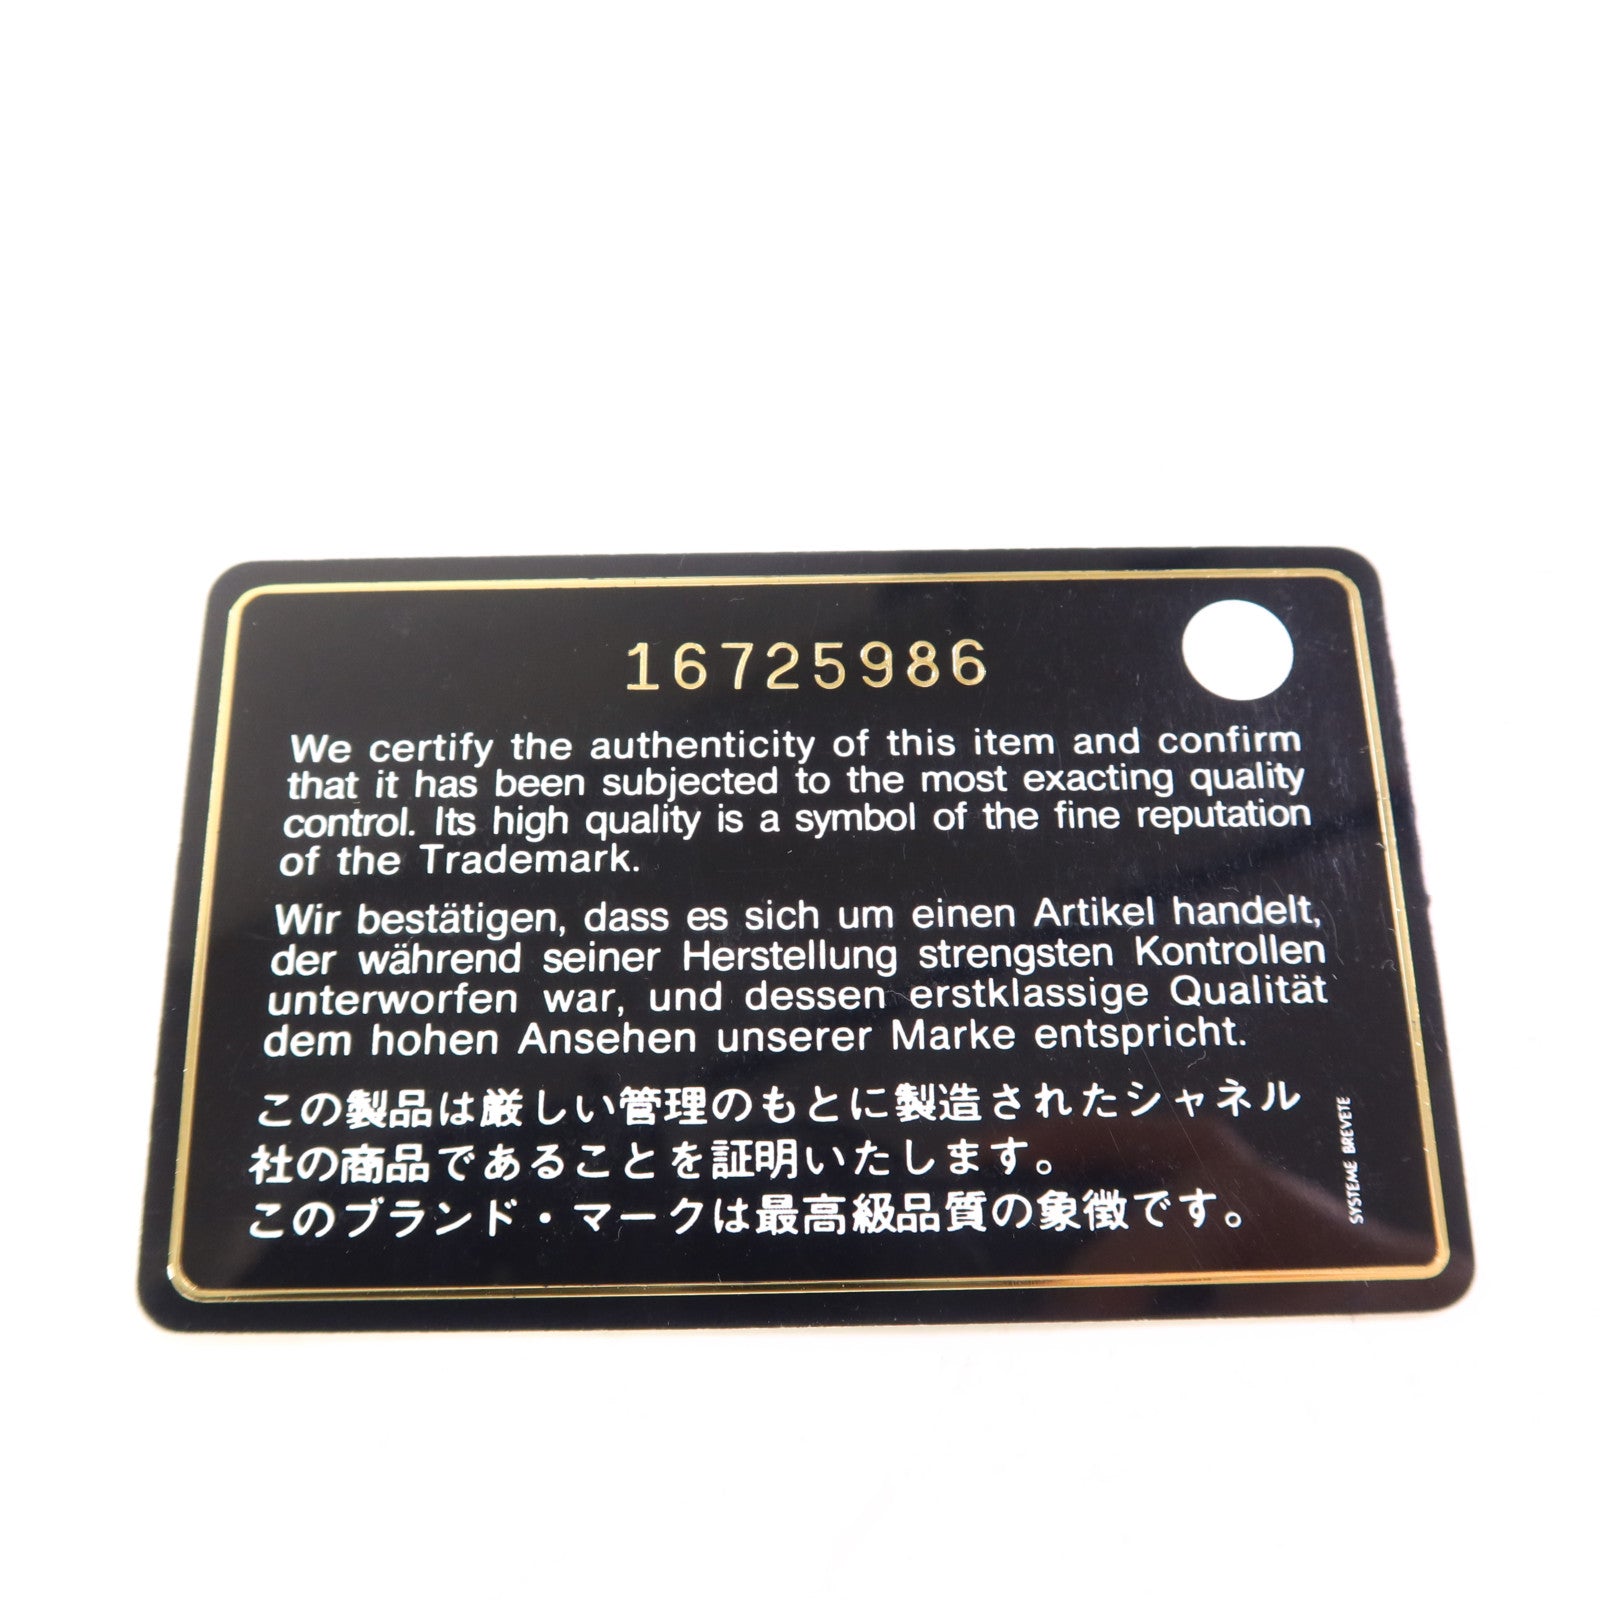 16725986
We certify the authenticity of this item and confirm
that it has been subjected to the most exacting quality
control. Its high quality is a symbol of the fine reputation
of the Trademark.
Wir bestätigen, dass es sich um einen Artikel handelt,
der während seiner Herstellung strengsten Kontrollen
unterworfen war, und dessen erstklassige Qualität
dem hohen Ansehen unserer Marke entspricht.
この製品は厳しい管理のもとに製造されたシャネル
社の商品であることを証明いたします。
このブランド・マークは最高級品質の象徴です。
SYSTEME BREVETE